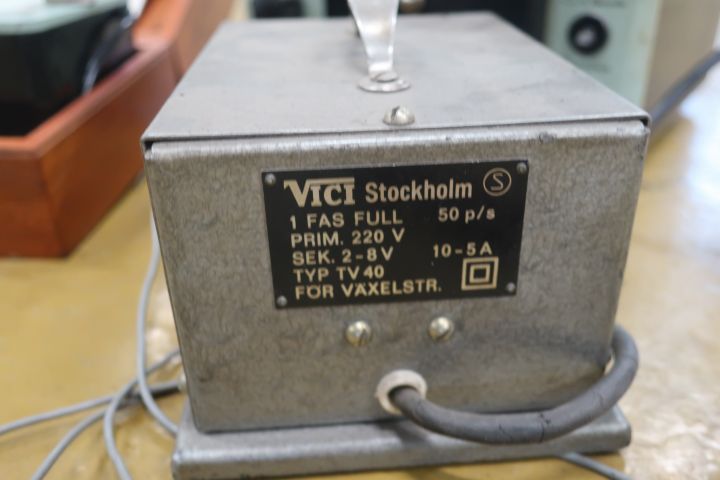 VICI Stockholm S
1 FAS FULL 50 p/s
PRIM. 220 V
SEK. 2-8 V 10-5 A
TYP TV 40
FÖR VÄXELSTR.